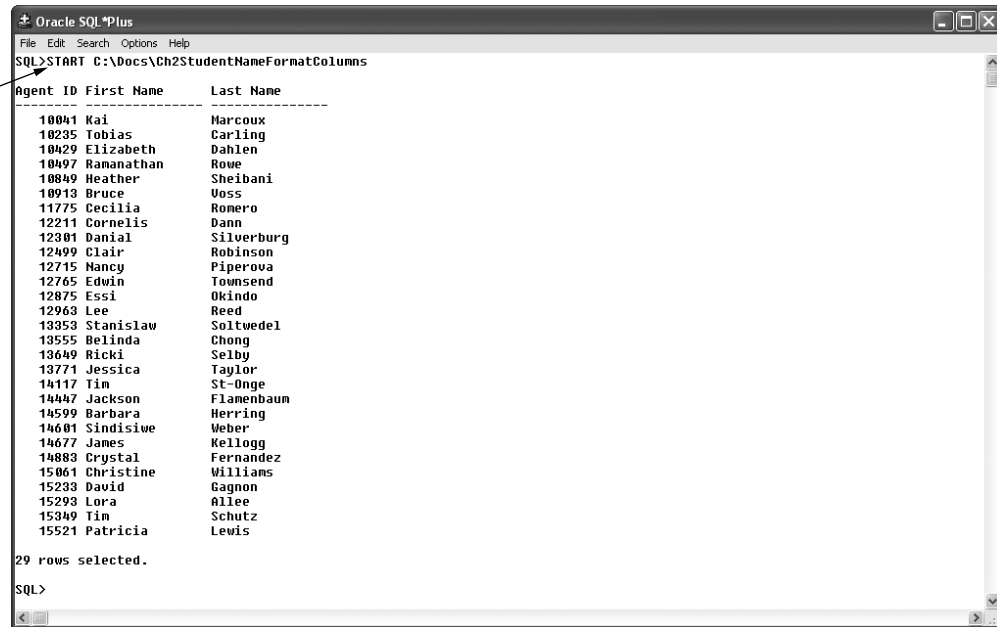 Oracle SQL*Plus
File Edit Search Options Help
SQL>START C:\Docs\Ch2StudentNameFormatColumns
Agent ID First Name Last Name
-------- --------------- ---------------
10041 Kai Marcoux
10235 Tobias Carling
10429 Elizabeth Dahlen
10497 Ramanathan Rowe
10849 Heather Sheibani
10913 Bruce Voss
11775 Cecilia Romero
12211 Cornelis Dann
12301 Danial Silverburg
12499 Clair Robinson
12715 Nancy Piperova
12765 Edwin Townsend
12875 Essi Okindo
12963 Lee Reed
13353 Stanislaw Soltwedel
13555 Belinda Chong
13649 Ricki Selby
13771 Jessica Taylor
14117 Tim St-Onge
14447 Jackson Flamenbaum
14599 Barbara Herring
14601 Sindisiwe Weber
14677 James Kellogg
14883 Crystal Fernandez
15061 Christine Williams
15233 David Gagnon
15293 Lora Allee
15349 Tim Schutz
15521 Patricia Lewis
29 rows selected.
SQL>